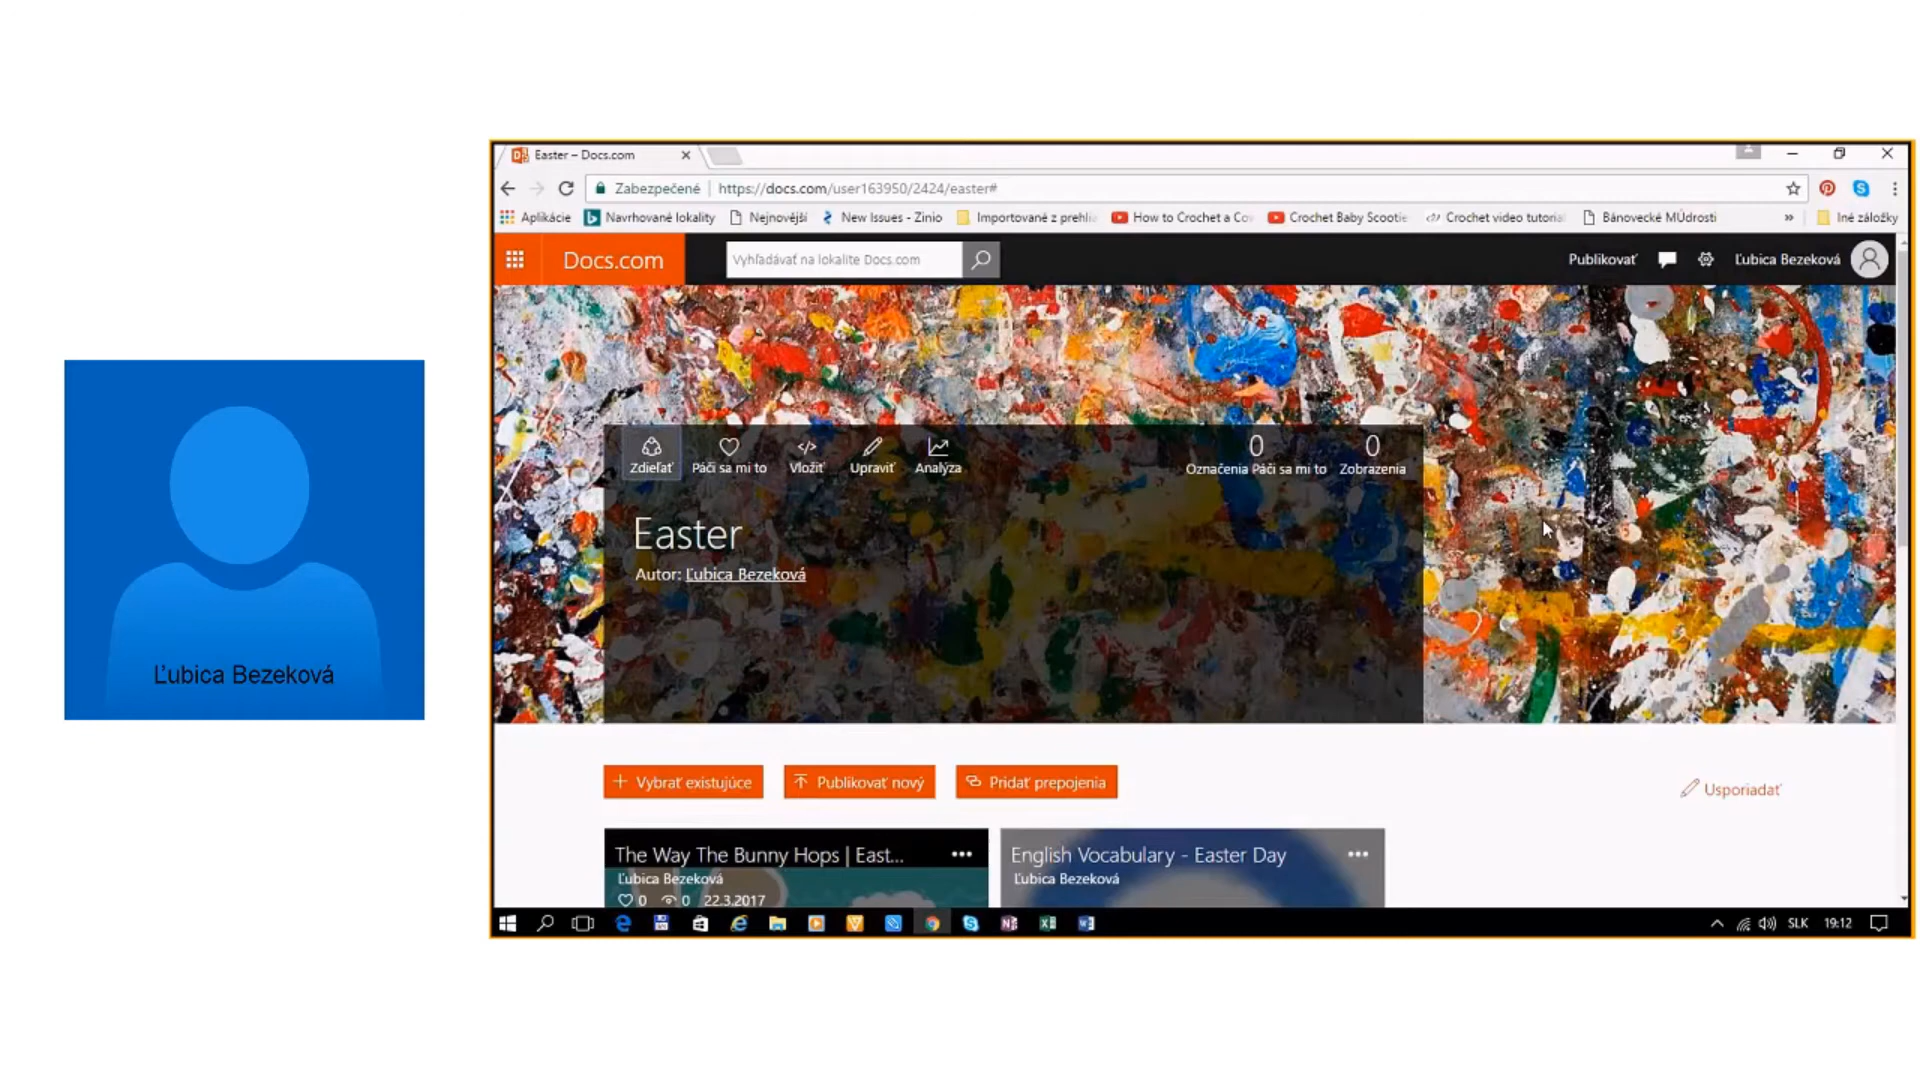 Easter – Docs.com
Zabezpečené | https://docs.com/user163950/2424/easter#
Aplikácie Navrhované lokality Nejnovější New Issues - Zinio Importované z prehli How to Crochet a Co Crochet Baby Scootie Crochet video tutoria Bánovecké MÚdrosti » Iné záložky
Docs.com Vyhľadávať na lokalite Docs.com Publikovať Ľubica Bezeková
0 0
Zdieľať Páči sa mi to Vložiť Upraviť Analýza Označenia Páči sa mi to Zobrazenia
Easter
Autor: Ľubica Bezeková
Ľubica Bezeková
Vybrať existujúce Publikovať nový Pridať prepojenia Usporiadať
The Way The Bunny Hops | East... English Vocabulary - Easter Day
Ľubica Bezeková Ľubica Bezeková
0 0 22.3.2017
SLK 19:12